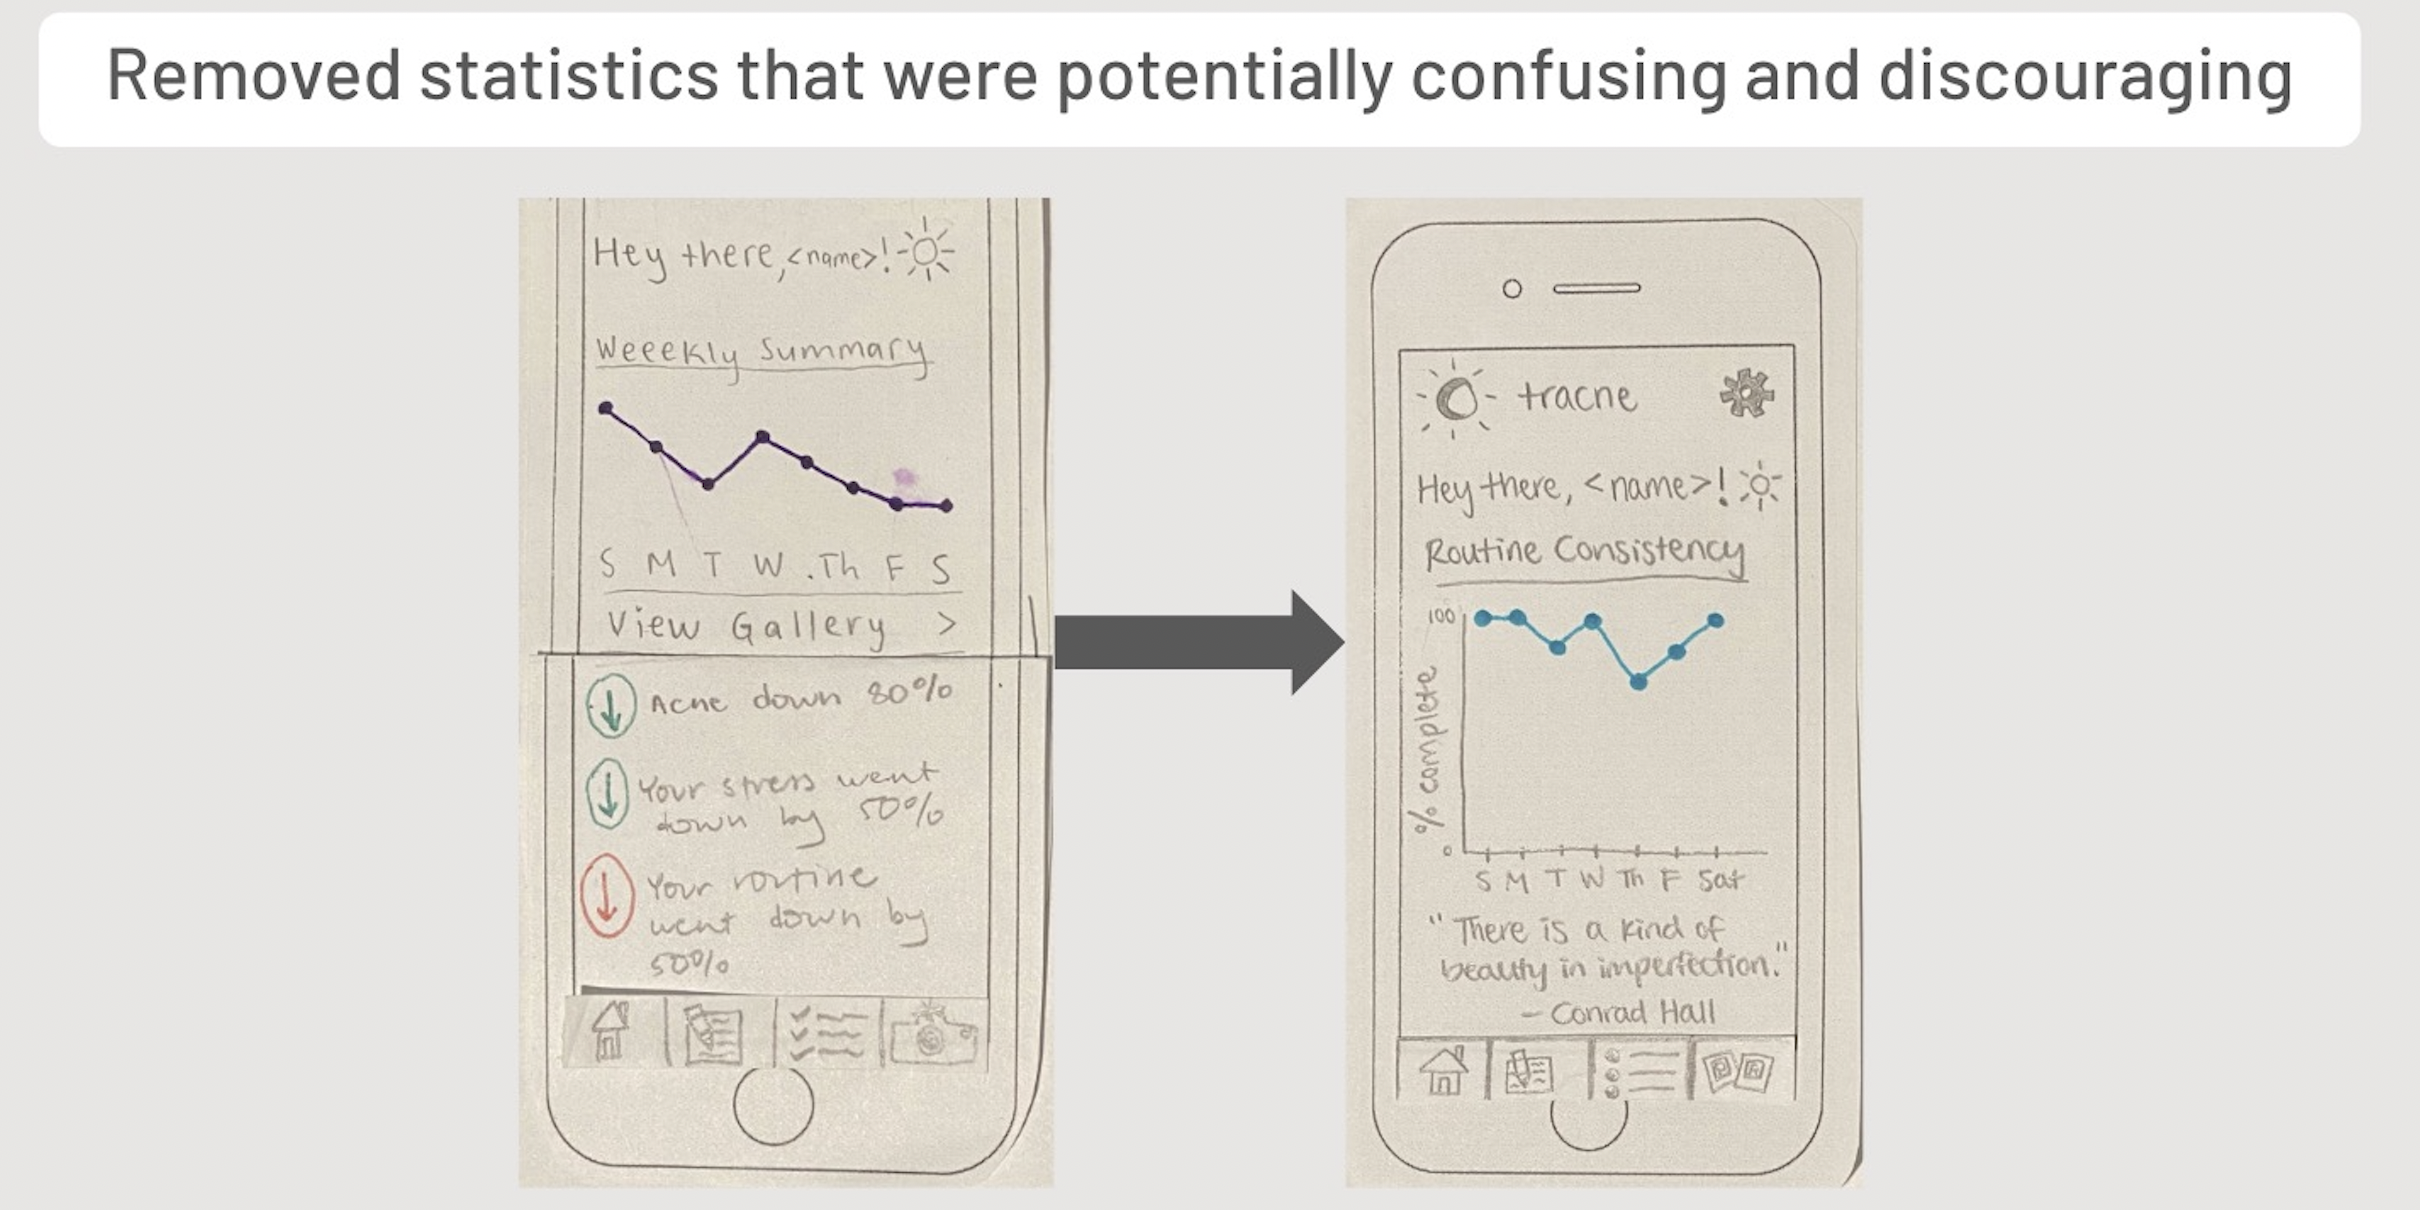 Removed statistics that were potentially confusing and discouraging
Hey there, <name>!
Weeekly Summary
S M T W Th F S
View Gallery >
Acne down 80%
Your stress went
down by 50%
Your routine
went down by
50%
tracne
Hey there, <name>!
Routine Consistency
100
% complete
0
S M T W Th F Sat
"There is a kind of
beauty in imperfection."
- Conrad Hall